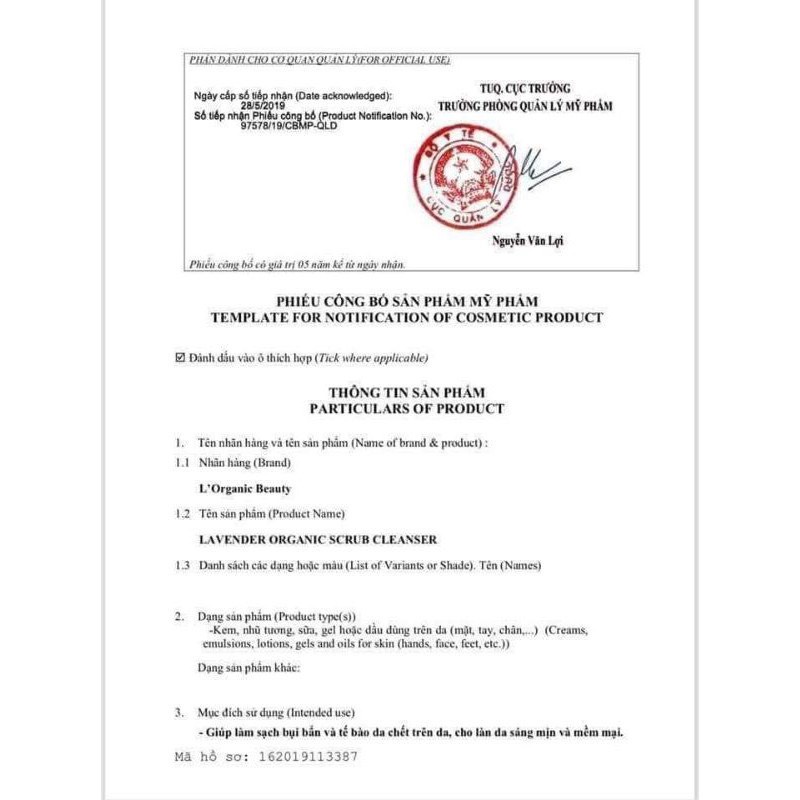 PHẦN DÀNH CHO CƠ QUAN QUẢN LÝ(FOR OFFICIAL USE)
Ngày cấp số tiếp nhận (Date acknowledged):
28/5/2019
Số tiếp nhận Phiếu công bố (Product Notification No.):
97578/19/CBMP-QLD
TUQ. CỤC TRƯỞNG
TRƯỞNG PHÒNG QUẢN LÝ MỸ PHẨM
BỘ Y TẾ
CỤC QUẢN LÝ DƯỢC
Nguyễn Văn Lợi
Phiếu công bố có giá trị 05 năm kể từ ngày nhận.
PHIẾU CÔNG BỐ SẢN PHẨM MỸ PHẨM
TEMPLATE FOR NOTIFICATION OF COSMETIC PRODUCT
☑ Đánh dấu vào ô thích hợp (Tick where applicable)
THÔNG TIN SẢN PHẨM
PARTICULARS OF PRODUCT
1. Tên nhãn hàng và tên sản phẩm (Name of brand & product) :
1.1 Nhãn hàng (Brand)
L'Organic Beauty
1.2 Tên sản phẩm (Product Name)
LAVENDER ORGANIC SCRUB CLEANSER
1.3 Danh sách các dạng hoặc màu (List of Variants or Shade). Tên (Names)
2. Dạng sản phẩm (Product type(s))
-Kem, nhũ tương, sữa, gel hoặc dầu dùng trên da (mặt, tay, chân,...) (Creams,
emulsions, lotions, gels and oils for skin (hands, face, feet, etc.))
Dạng sản phẩm khác:
3. Mục đích sử dụng (Intended use)
- Giúp làm sạch bụi bẩn và tế bào da chết trên da, cho làn da sáng mịn và mềm mại.
Mã hồ sơ: 162019113387